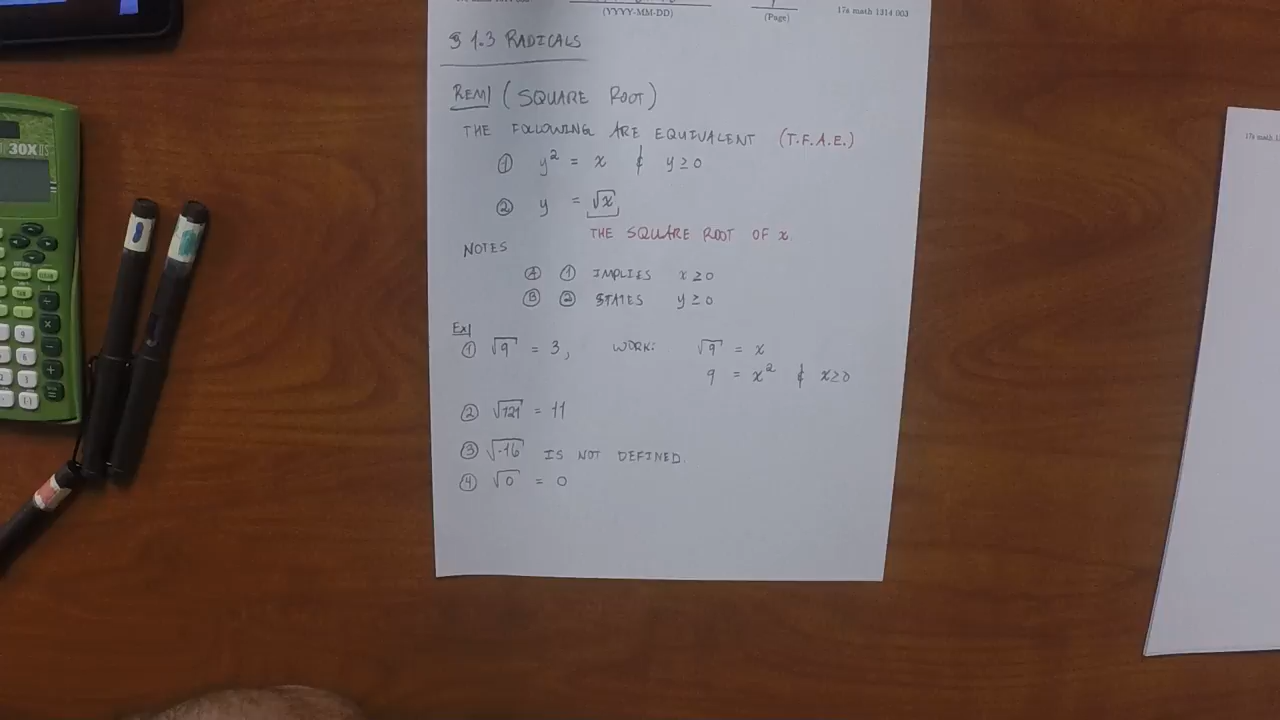 (YYYY-MM-DD) (Page) 17s math 1314 003
§ 1.3 RADICALS
REM (SQUARE ROOT)
THE FOLLOWING ARE EQUIVALENT (T.F.A.E.)
① y² = x & y ≥ 0
② y = √x
THE SQUARE ROOT OF x.
NOTES
Ⓐ ① IMPLIES x ≥ 0
Ⓑ ② STATES y ≥ 0
Ex
① √9 = 3, WORK: √9 = x
9 = x² & x ≥ 0
② √121 = 11
③ √-16 IS NOT DEFINED.
④ √0 = 0
30X IIS